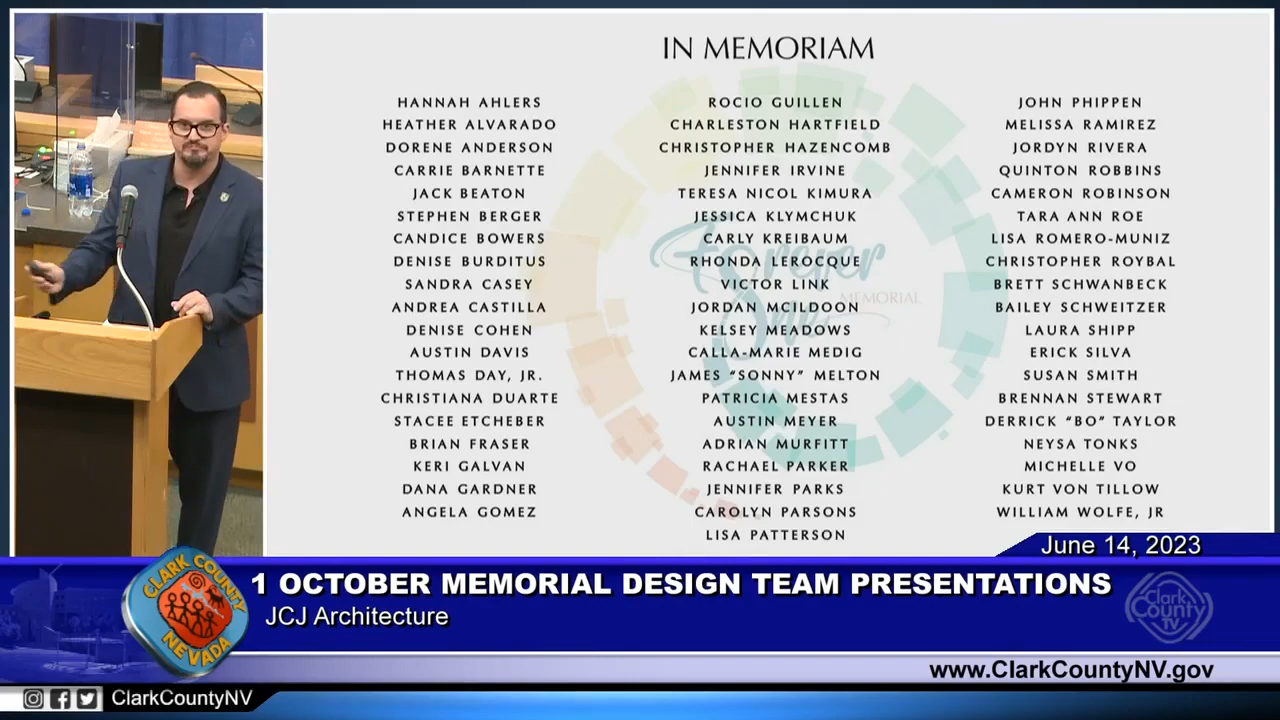 IN MEMORIAM
HANNAH AHLERS
HEATHER ALVARADO
DORENE ANDERSON
CARRIE BARNETTE
JACK BEATON
STEPHEN BERGER
CANDICE BOWERS
DENISE BURDITUS
SANDRA CASEY
ANDREA CASTILLA
DENISE COHEN
AUSTIN DAVIS
THOMAS DAY, JR.
CHRISTIANA DUARTE
STACEE ETCHEBER
BRIAN FRASER
KERI GALVAN
DANA GARDNER
ANGELA GOMEZ
ROCIO GUILLEN
CHARLESTON HARTFIELD
CHRISTOPHER HAZENCOMB
JENNIFER IRVINE
TERESA NICOL KIMURA
JESSICA KLYMCHUK
CARLY KREIBAUM
RHONDA LEROCQUE
VICTOR LINK
JORDAN MCILDOON
KELSEY MEADOWS
CALLA-MARIE MEDIG
JAMES “SONNY” MELTON
PATRICIA MESTAS
AUSTIN MEYER
ADRIAN MURFITT
RACHAEL PARKER
JENNIFER PARKS
CAROLYN PARSONS
LISA PATTERSON
JOHN PHIPPEN
MELISSA RAMIREZ
JORDYN RIVERA
QUINTON ROBBINS
CAMERON ROBINSON
TARA ANN ROE
LISA ROMERO-MUNIZ
CHRISTOPHER ROYBAL
BRETT SCHWANBECK
BAILEY SCHWEITZER
LAURA SHIPP
ERICK SILVA
SUSAN SMITH
BRENNAN STEWART
DERRICK “BO” TAYLOR
NEYSA TONKS
MICHELLE VO
KURT VON TILLOW
WILLIAM WOLFE, JR
Forever
One
MEMORIAL
June 14, 2023
1 OCTOBER MEMORIAL DESIGN TEAM PRESENTATIONS
JCJ Architecture
CLARK COUNTY
NEVADA
Clark
County
TV
www.ClarkCountyNV.gov
ClarkCountyNV